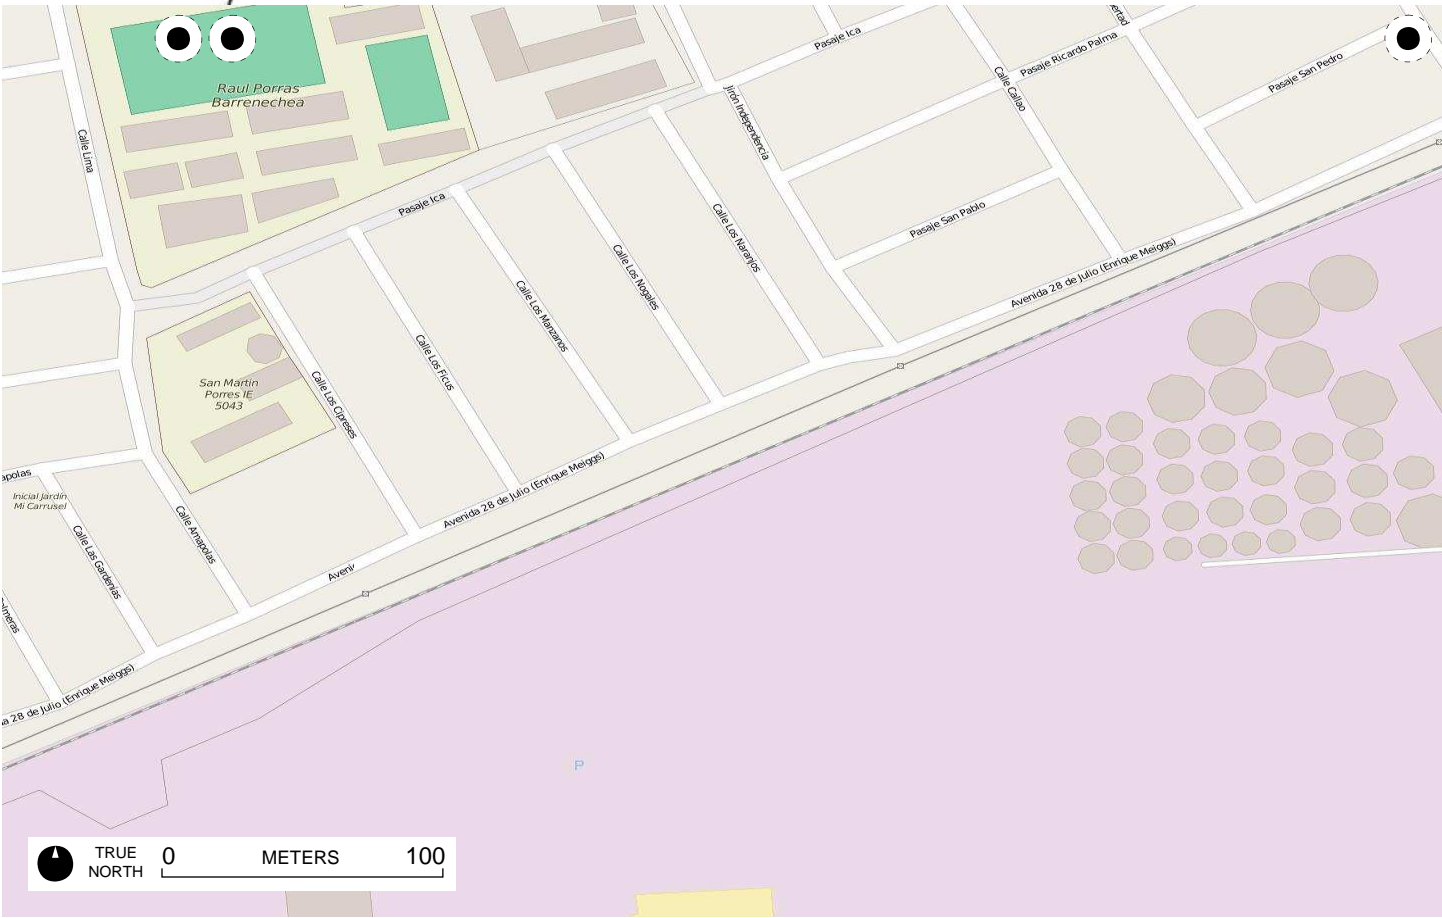 Pasaje Ica
Pasaje Ricardo Palma
Pasaje San Pedro
Raul Porras
Barrenechea
Calle Callao
Jirón Independencia
Calle Lima
Pasaje Ica
Pasaje San Pablo
Calle Los Naranjos
Calle Los Nogales
Avenida 28 de Julio (Enrique Meiggs)
Calle Los Manzanos
Calle Los Ficus
San Martin
Porres IE
5043
Calle Los Cipreses
apolas
Inicial Jardin
Mi Carrusel
Avenida 28 de Julio (Enrique Meiggs)
Calle Amapolas
Calle Las Gardenias
Aveni
lmeras
a 28 de Julio (Enrique Meiggs)
P
TRUE
NORTH
0 METERS 100